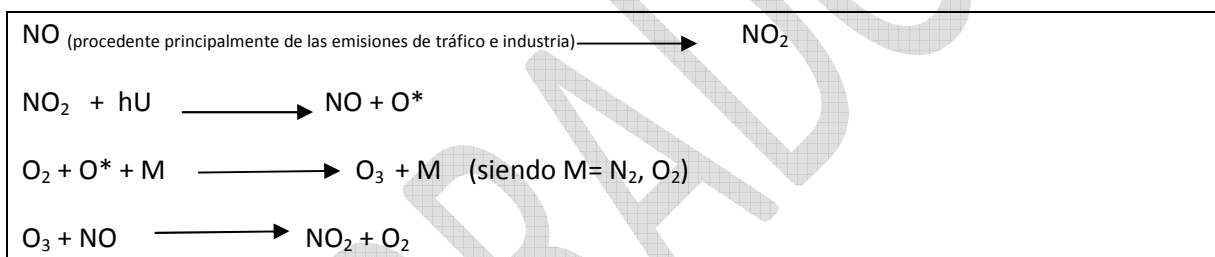 NO (procedente principalmente de las emisiones de tráfico e industria) ⟶ NO₂
NO₂ + hU ⟶ NO + O*
O₂ + O* + M ⟶ O₃ + M (siendo M= N₂, O₂)
O₃ + NO ⟶ NO₂ + O₂